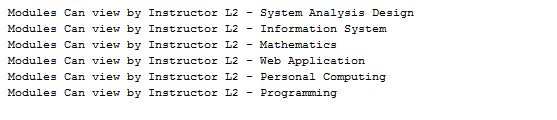 Modules Can view by Instructor L2 - System Analysis Design
Modules Can view by Instructor L2 - Information System
Modules Can view by Instructor L2 - Mathematics
Modules Can view by Instructor L2 - Web Application
Modules Can view by Instructor L2 - Personal Computing
Modules Can view by Instructor L2 - Programming